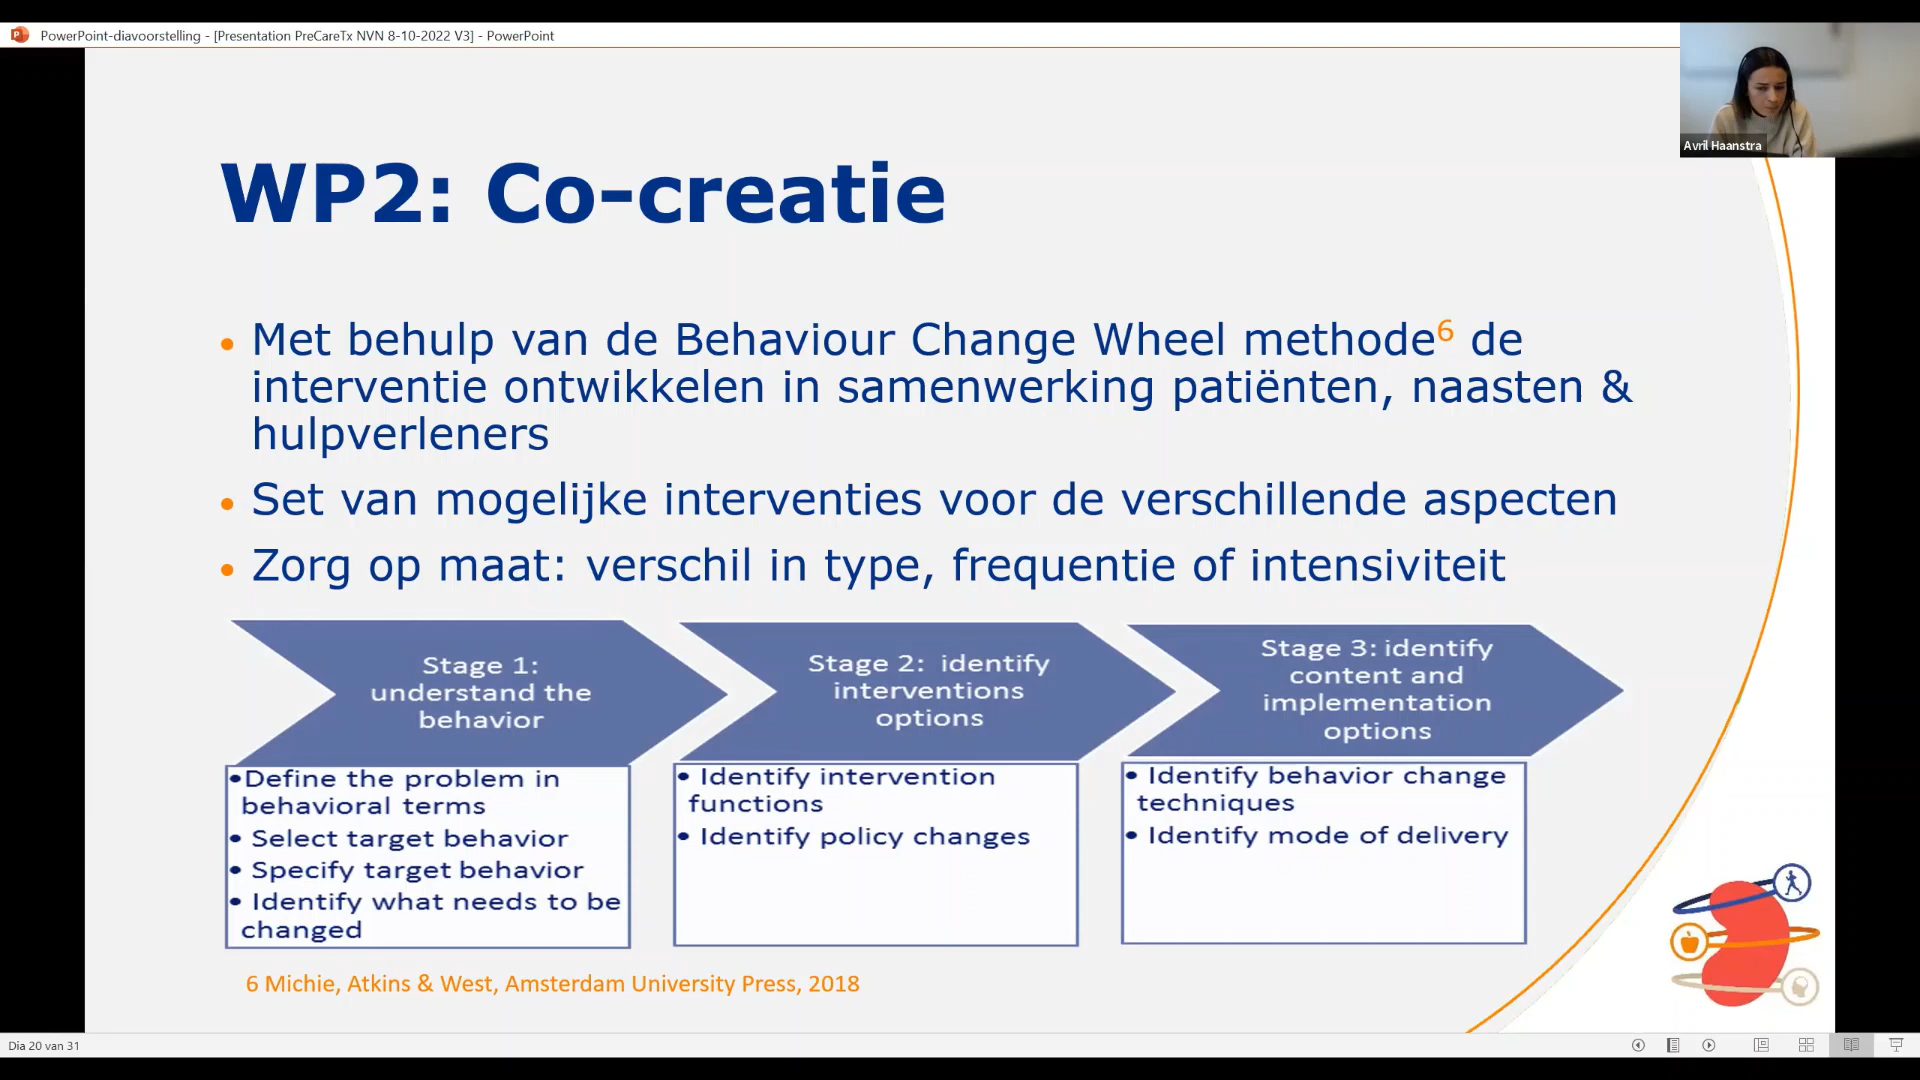 PowerPoint-diavoorstelling - [Presentation PreCareTx NVN 8-10-2022 V3] - PowerPoint
Avril Haanstra
WP2: Co-creatie
• Met behulp van de Behaviour Change Wheel methode6 de
interventie ontwikkelen in samenwerking patiënten, naasten &
hulpverleners
• Set van mogelijke interventies voor de verschillende aspecten
• Zorg op maat: verschil in type, frequentie of intensiviteit
Stage 1:
understand the
behavior
•Define the problem in
behavioral terms
• Select target behavior
• Specify target behavior
• Identify what needs to be
changed
Stage 2: identify
interventions
options
• Identify intervention
functions
• Identify policy changes
Stage 3: identify
content and
implementation
options
• Identify behavior change
techniques
• Identify mode of delivery
6 Michie, Atkins & West, Amsterdam University Press, 2018
Dia 20 van 31